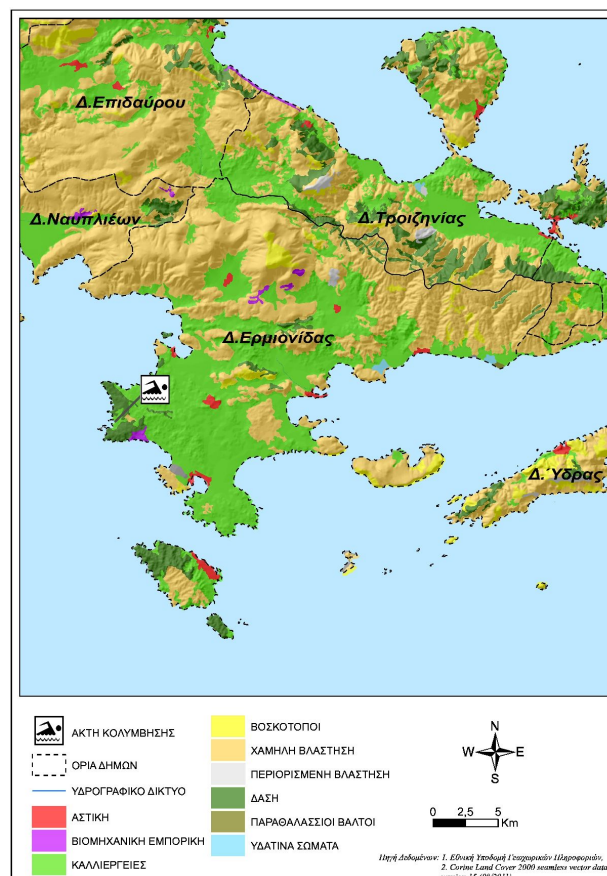 Δ.Επιδαύρου
Δ.Ναυπλιέων
Δ.Τροιζηνίας
Δ.Ερμιονίδας
Δ. Ύδρας
ΑΚΤΗ ΚΟΛΥΜΒΗΣΗΣ
ΟΡΙΑ ΔΗΜΩΝ
ΥΔΡΟΓΡΑΦΙΚΟ ΔΙΚΤΥΟ
ΑΣΤΙΚΗ
ΒΙΟΜΗΧΑΝΙΚΗ ΕΜΠΟΡΙΚΗ
ΚΑΛΛΙΕΡΓΕΙΕΣ
ΒΟΣΚΟΤΟΠΟΙ
ΧΑΜΗΛΗ ΒΛΑΣΤΗΣΗ
ΠΕΡΙΟΡΙΣΜΕΝΗ ΒΛΑΣΤΗΣΗ
ΔΑΣΗ
ΠΑΡΑΘΑΛΑΣΣΙΟΙ ΒΑΛΤΟΙ
ΥΔΑΤΙΝΑ ΣΩΜΑΤΑ
N
W E
S
0 2,5 5
Km
Πηγή Δεδομένων: 1. Εθνική Υποδομή Γεωχωρικών Πληροφοριών,
2. Corine Land Cover 2000 seamless vector data